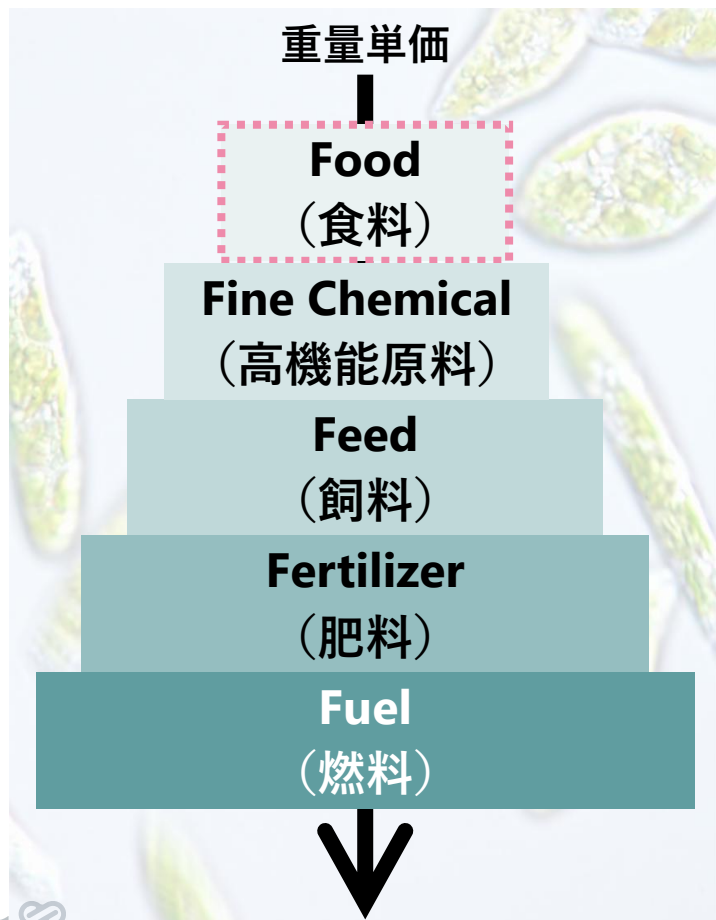 重量単価
Food
（食料）
Fine Chemical
（高機能原料）
Feed
（飼料）
Fertilizer
（肥料）
Fuel
（燃料）